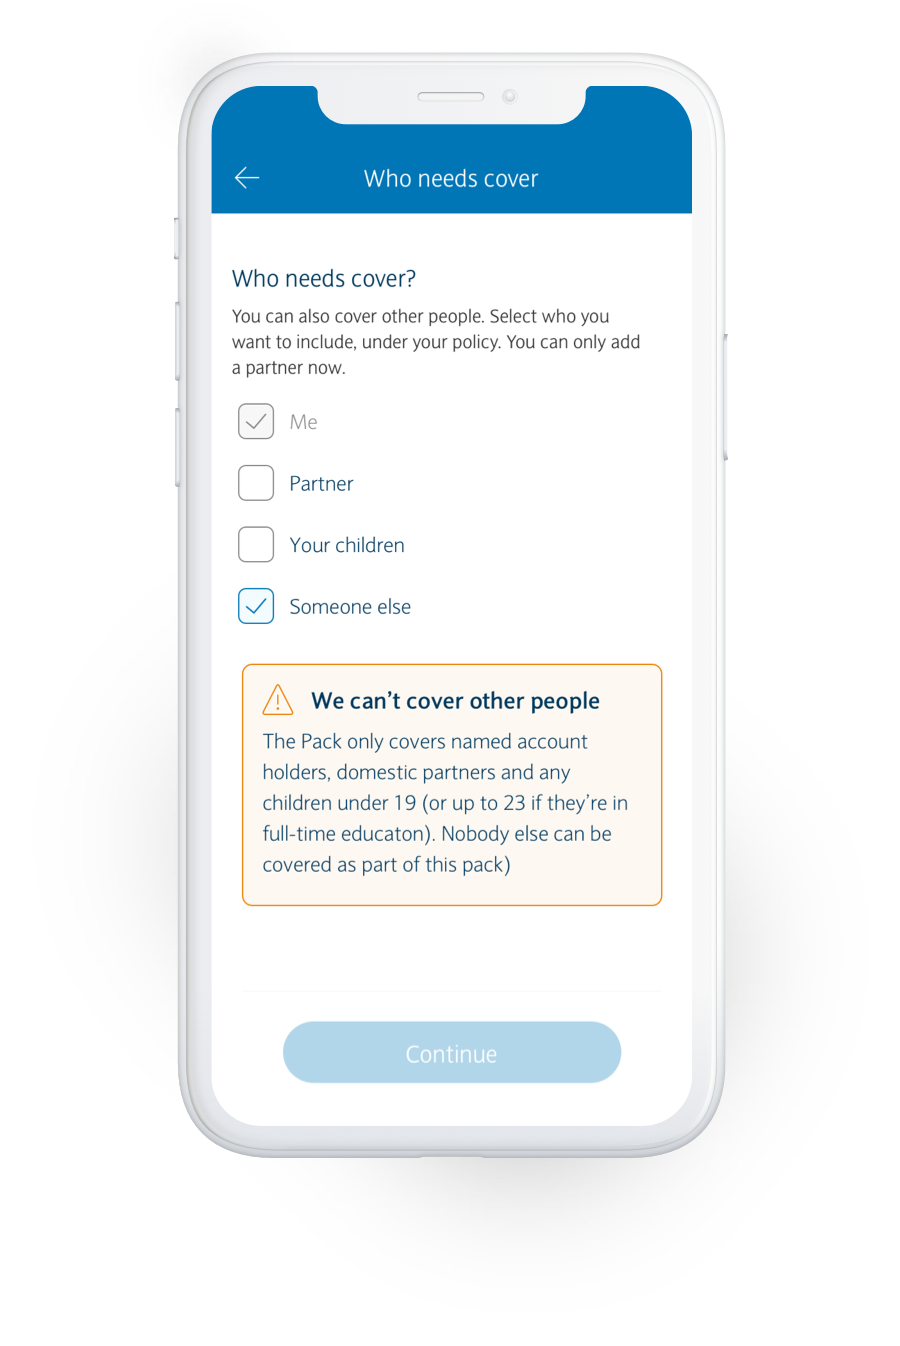 Who needs cover
Who needs cover?
You can also cover other people. Select who you
want to include, under your policy. You can only add
a partner now.
Me
Partner
Your children
Someone else
We can’t cover other people
The Pack only covers named account
holders, domestic partners and any
children under 19 (or up to 23 if they’re in
full-time educaton). Nobody else can be
covered as part of this pack)
Continue